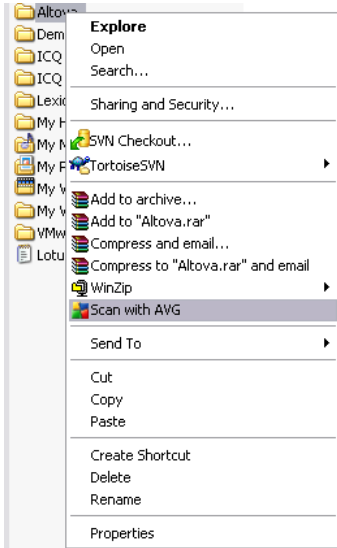 Altova
Explore
Dem
Open
ICQ
Search...
ICQ
Lexic
Sharing and Security...
My H
My M
SVN Checkout...
My P
TortoiseSVN
My V
Add to archive...
My V
Add to "Altova.rar"
VMw
Compress and email...
Lotu
Compress to "Altova.rar" and email
WinZip
Scan with AVG
Send To
Cut
Copy
Paste
Create Shortcut
Delete
Rename
Properties